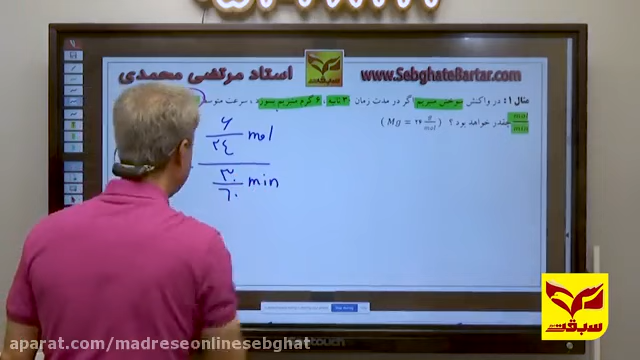 استاد مرتضی محمدی
www.SebghateBartar.com
مثال ۱: در واکنش سوختن منیزیم اگر در مدت زمان ۳۰ ثانیه ، ۶ گرم منیزیم بسوزد ، سرعت متوسط
mol/min چقدر خواهد بود ؟ ( Mg = ۲۴ g/mol )
۶/۲۴ mol
۳۰/۶۰ min
سبقت
aparat.com/madreseonlinesebghat